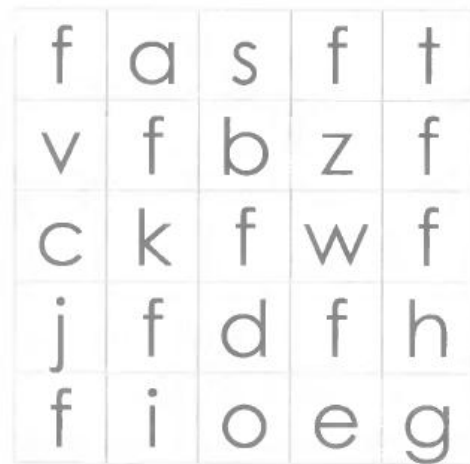 f a s f t
v f b z f
c k f w f
j f d f h
f i o e g